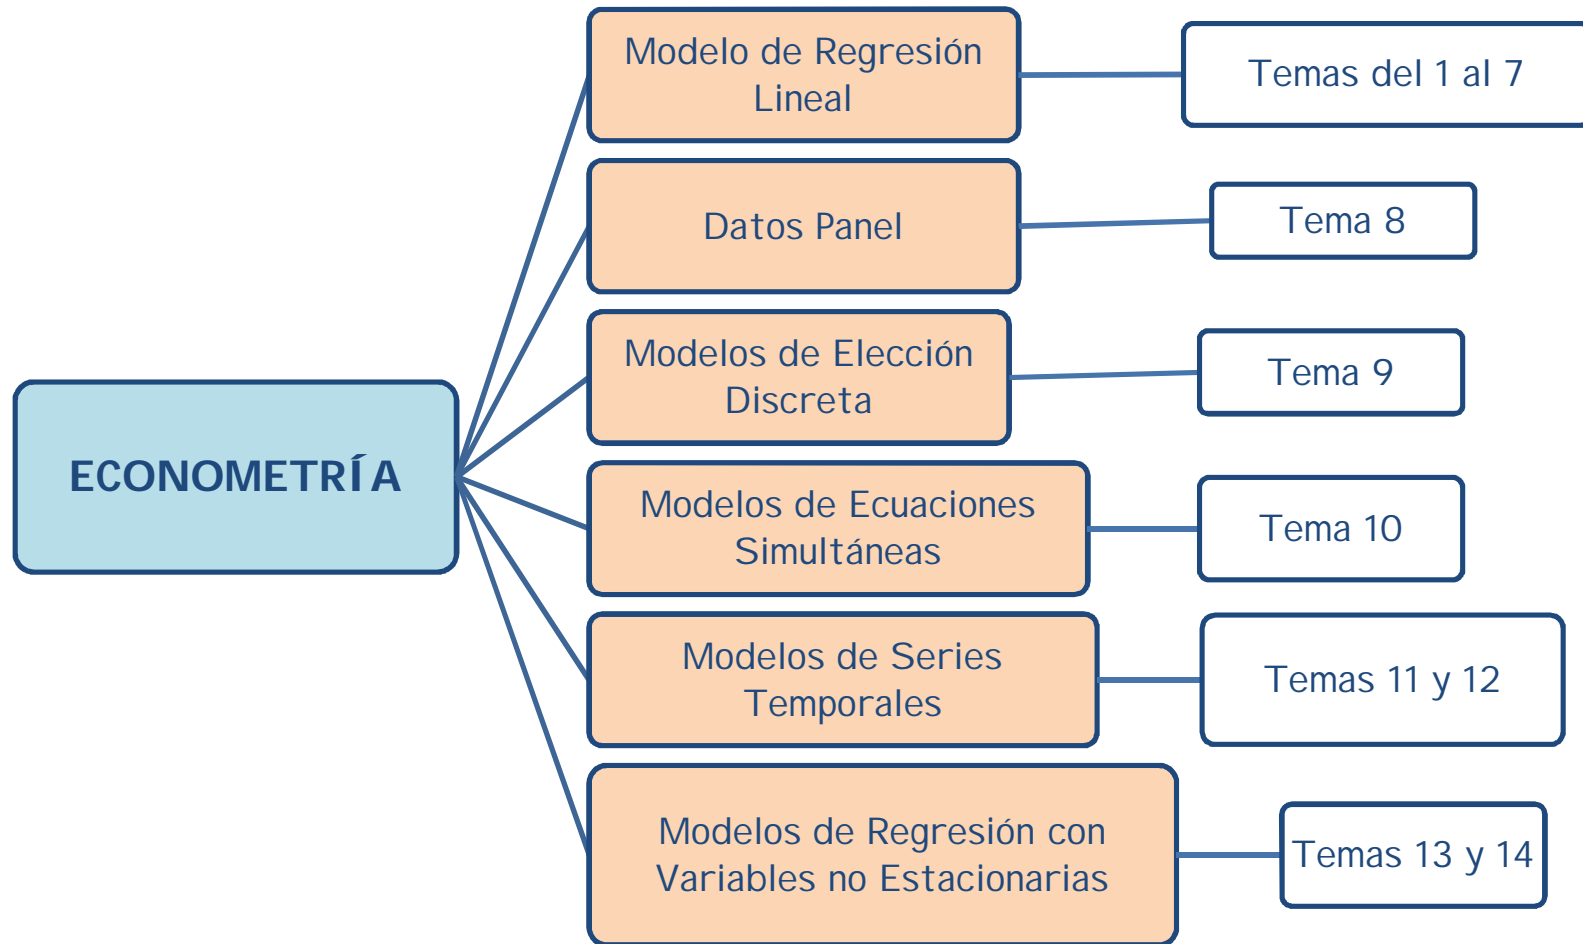 Modelo de Regresión
Lineal
Temas del 1 al 7
Datos Panel
Tema 8
Modelos de Elección
Discreta
Tema 9
ECONOMETRÍA
Modelos de Ecuaciones
Simultáneas
Tema 10
Modelos de Series
Temporales
Temas 11 y 12
Modelos de Regresión con
Variables no Estacionarias
Temas 13 y 14